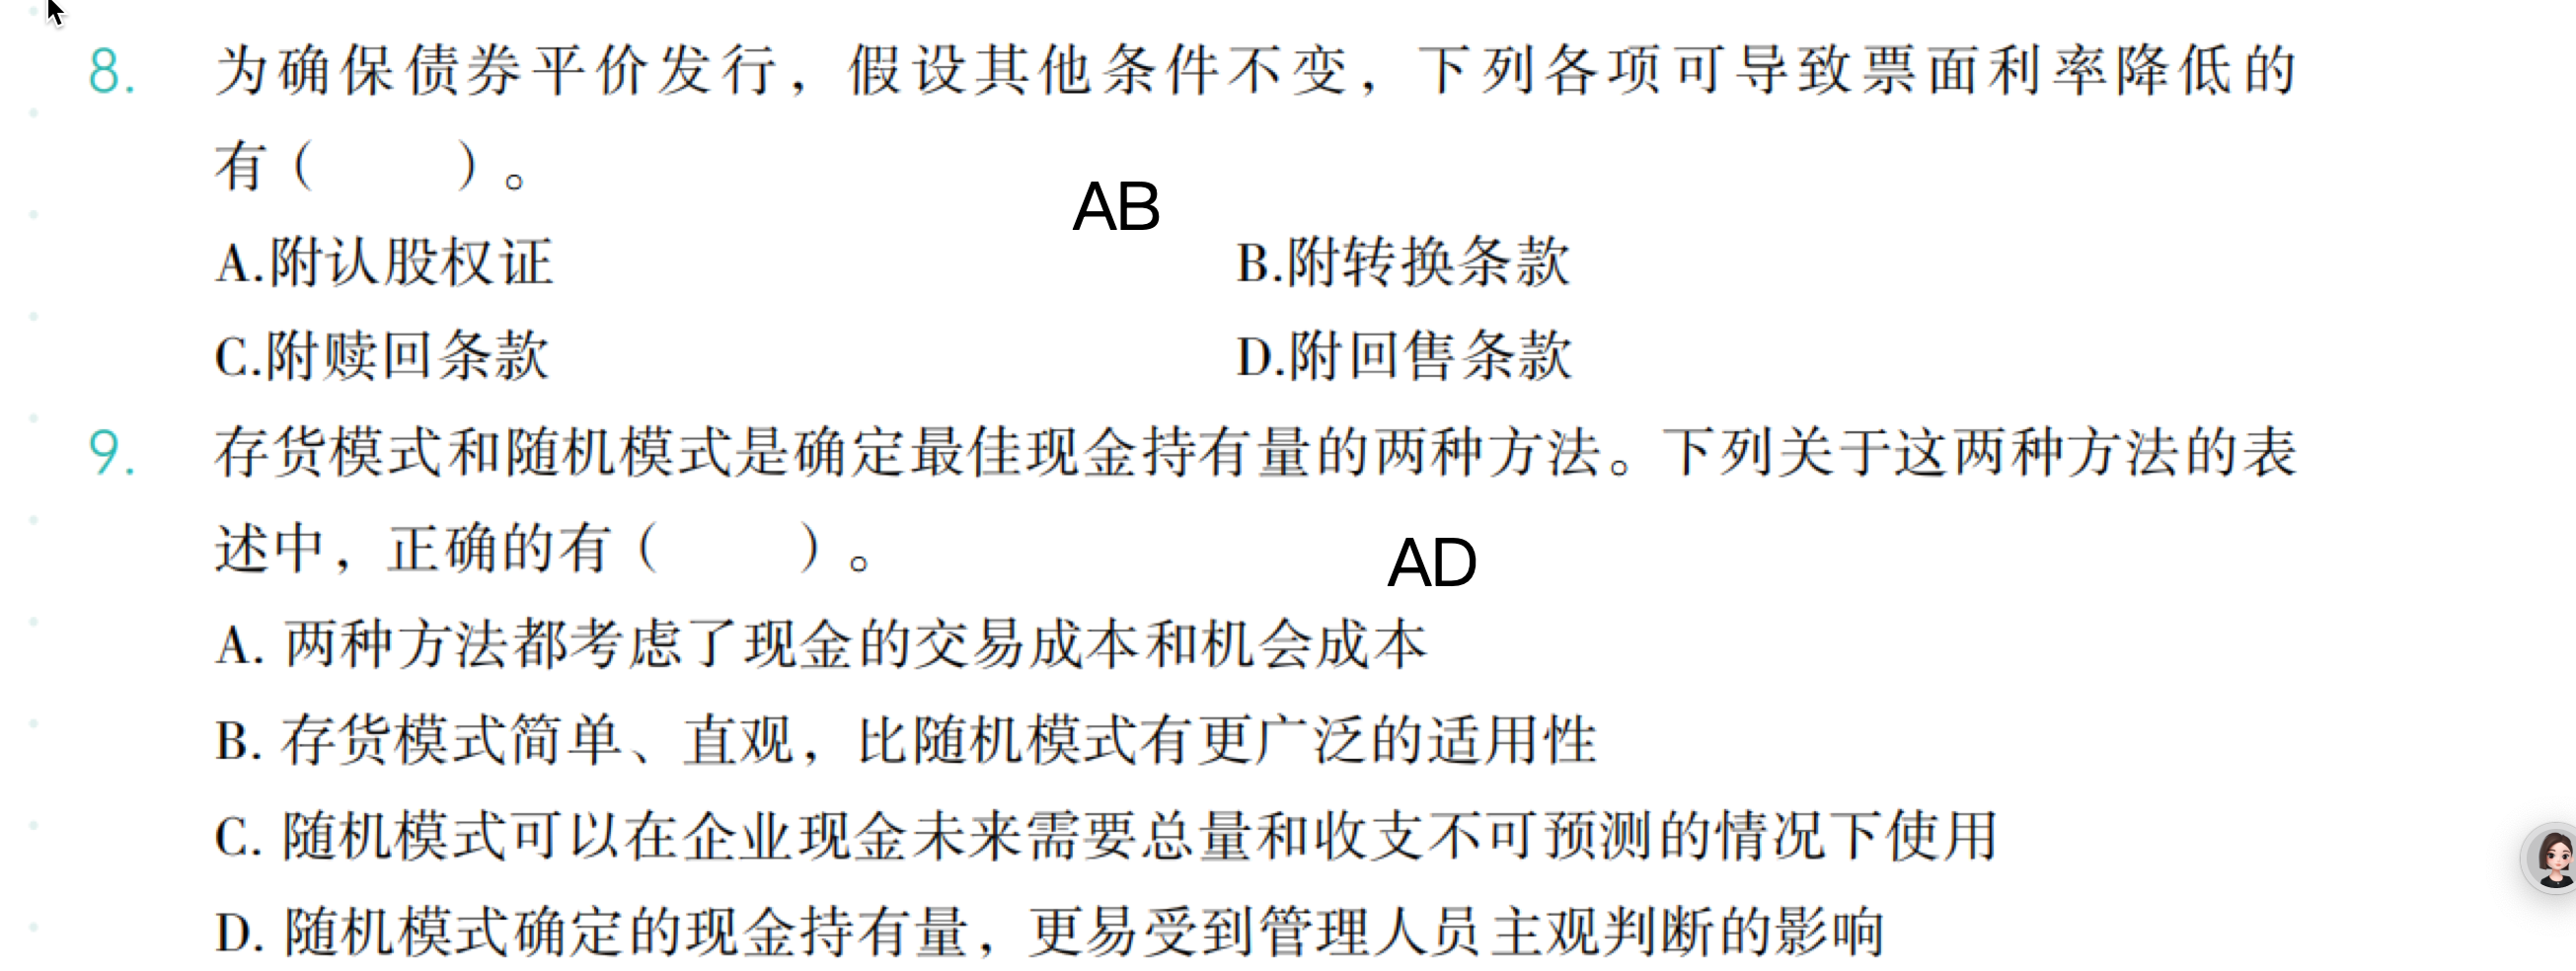 8. 为确保债券平价发行，假设其他条件不变，下列各项可导致票面利率降低的
有（　　）。
AB
A.附认股权证 B.附转换条款
C.附赎回条款 D.附回售条款
9. 存货模式和随机模式是确定最佳现金持有量的两种方法。下列关于这两种方法的表
述中，正确的有（　　）。
AD
A. 两种方法都考虑了现金的交易成本和机会成本
B. 存货模式简单、直观，比随机模式有更广泛的适用性
C. 随机模式可以在企业现金未来需要总量和收支不可预测的情况下使用
D. 随机模式确定的现金持有量，更易受到管理人员主观判断的影响